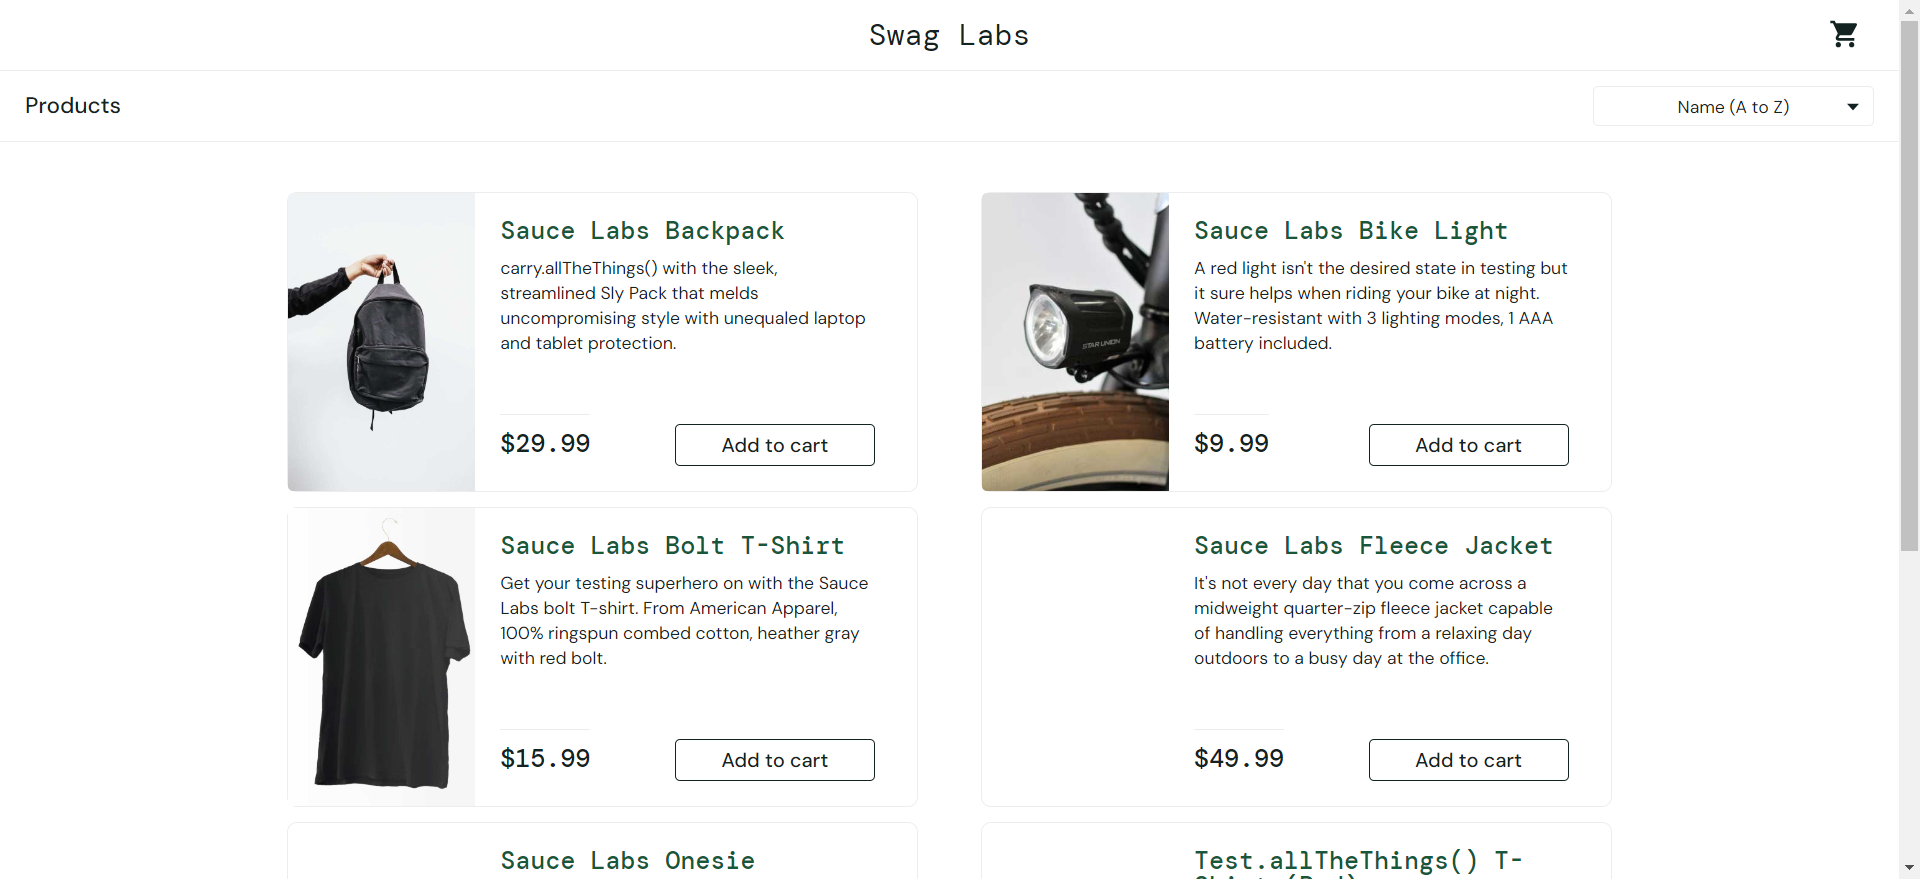 Swag Labs
Products
Name (A to Z)
Sauce Labs Backpack
carry.allTheThings() with the sleek,
streamlined Sly Pack that melds
uncompromising style with unequaled laptop
and tablet protection.
$29.99
Add to cart
Sauce Labs Bike Light
A red light isn't the desired state in testing but
it sure helps when riding your bike at night.
Water-resistant with 3 lighting modes, 1 AAA
battery included.
STAR UNION
$9.99
Add to cart
Sauce Labs Bolt T-Shirt
Get your testing superhero on with the Sauce
Labs bolt T-shirt. From American Apparel,
100% ringspun combed cotton, heather gray
with red bolt.
$15.99
Add to cart
Sauce Labs Fleece Jacket
It's not every day that you come across a
midweight quarter-zip fleece jacket capable
of handling everything from a relaxing day
outdoors to a busy day at the office.
$49.99
Add to cart
Sauce Labs Onesie
Test.allTheThings() T-